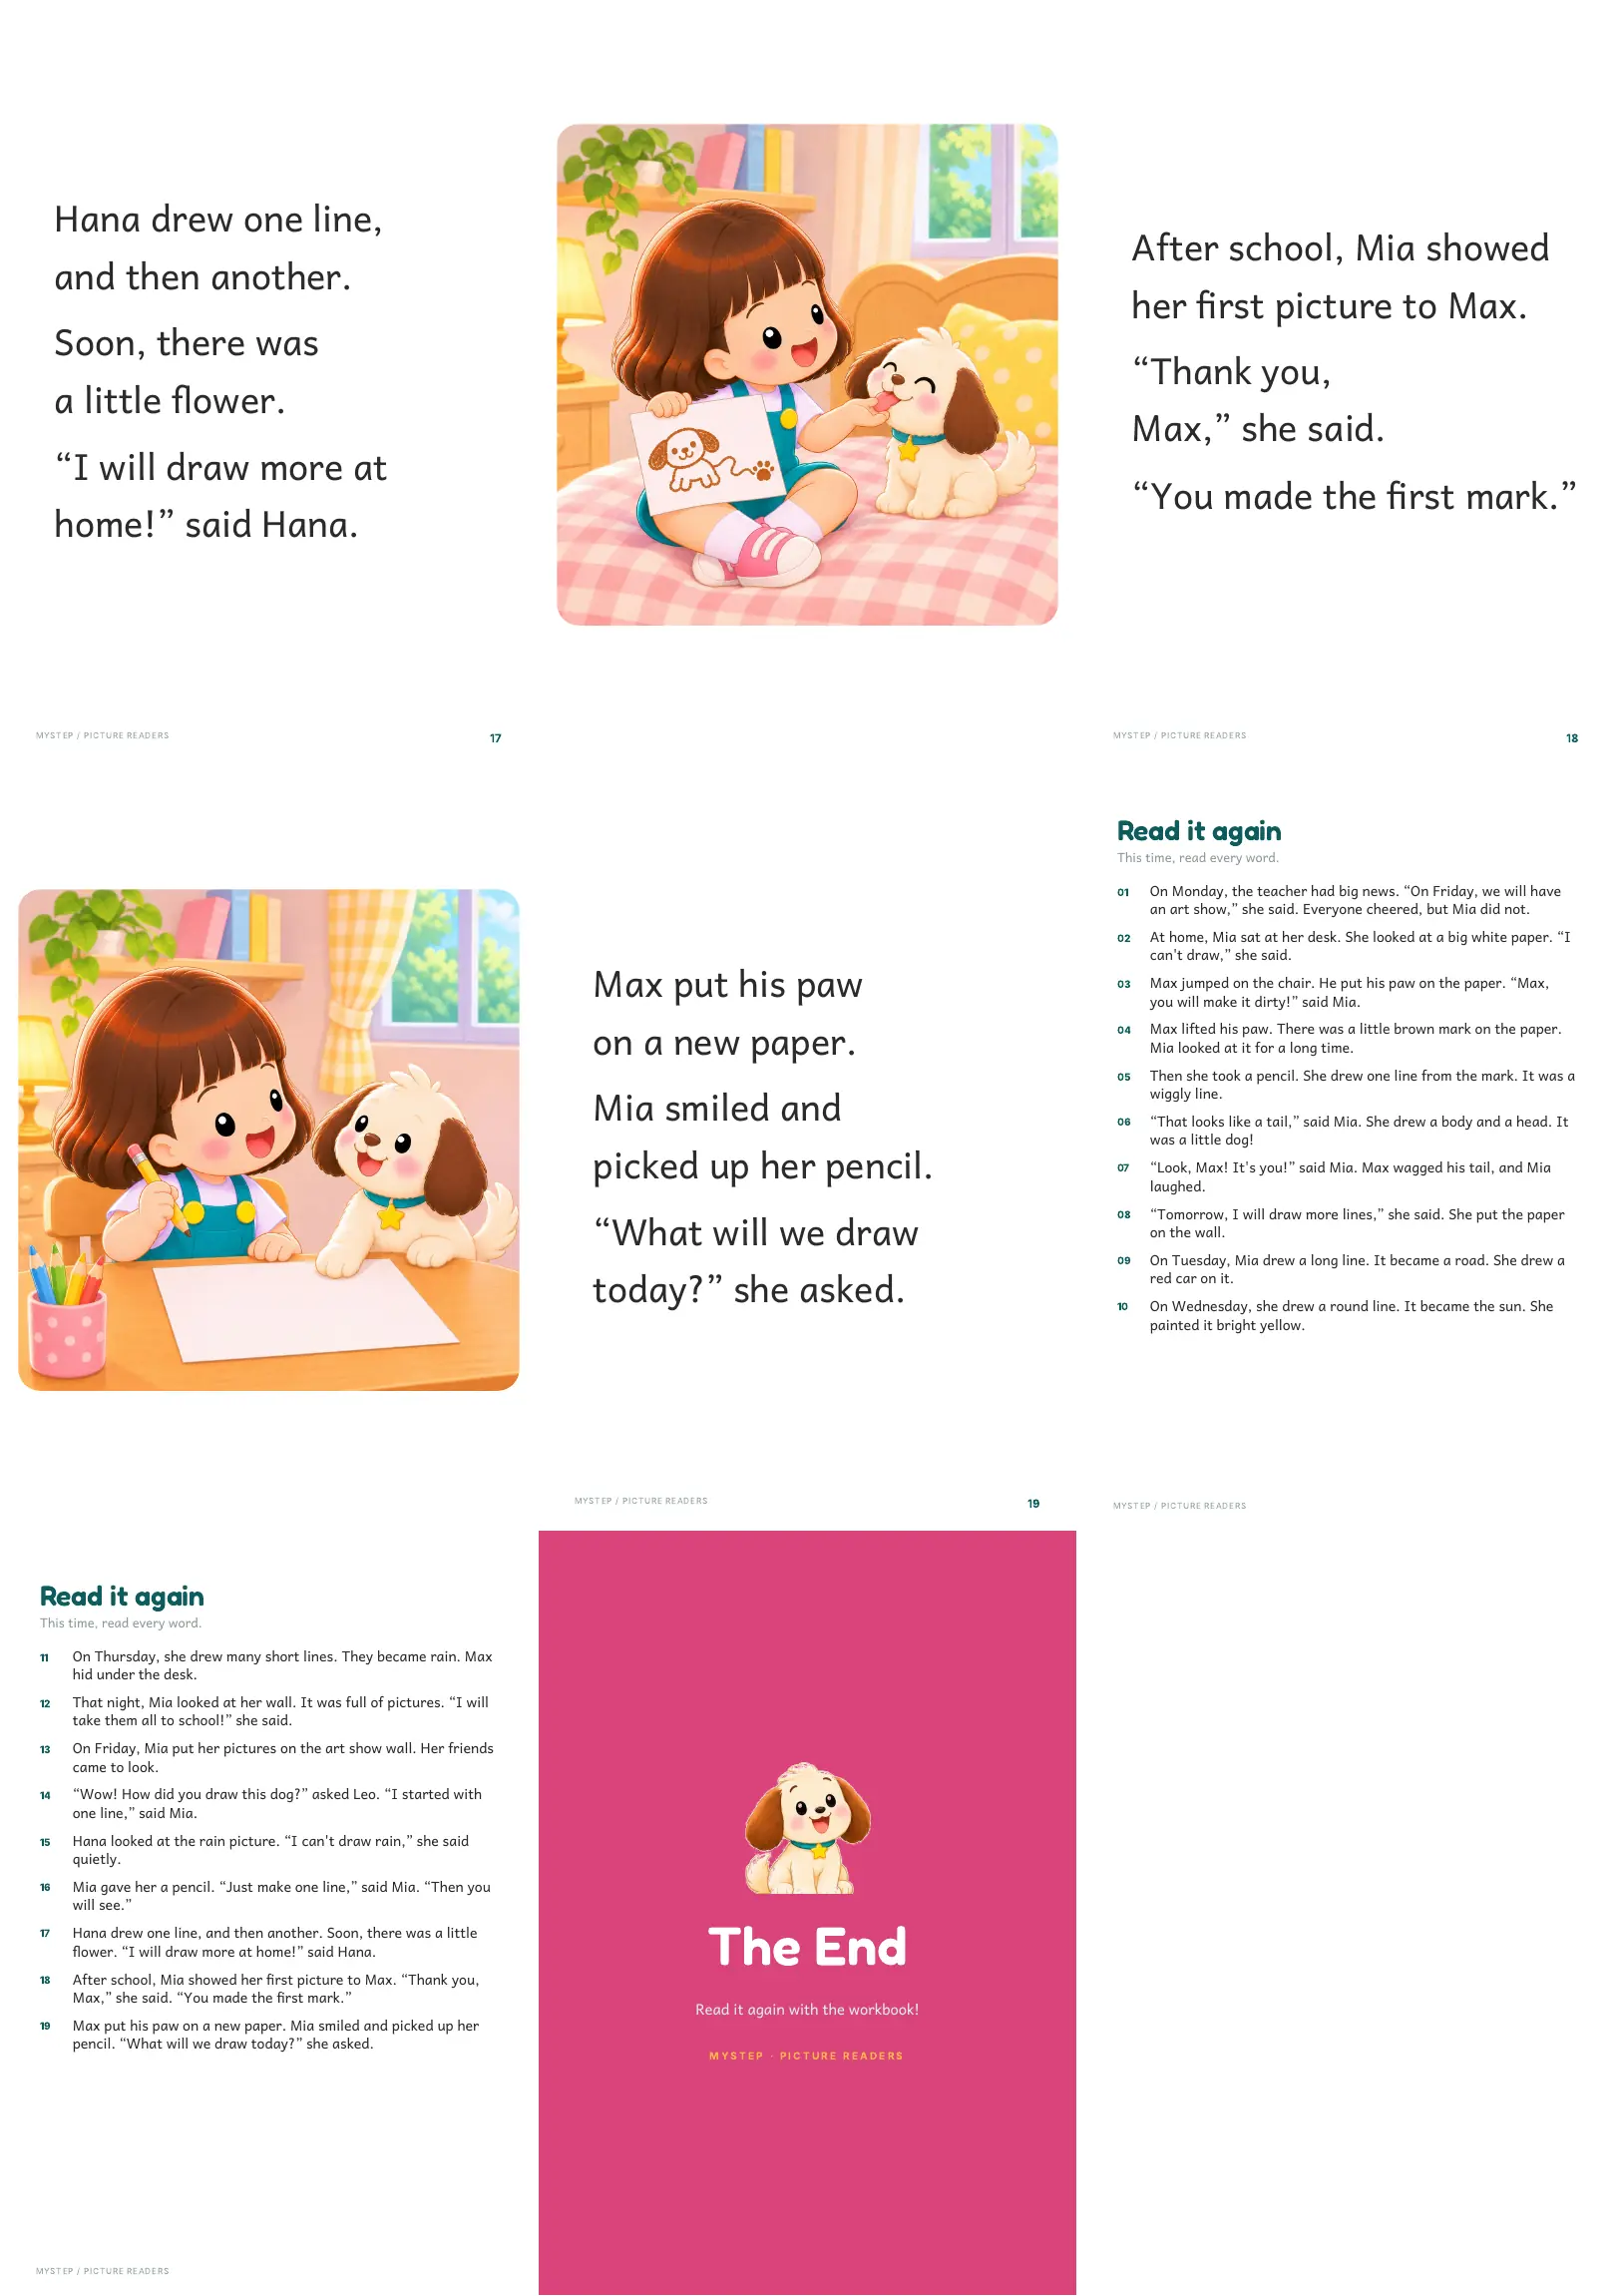 Hana drew one line,
and then another.
Soon, there was
a little flower.
“I will draw more at
home!” said Hana.
MYSTEP / PICTURE READERS
17
After school, Mia showed
her first picture to Max.
“Thank you,
Max,” she said.
“You made the first mark.”
MYSTEP / PICTURE READERS
18
Max put his paw
on a new paper.
Mia smiled and
picked up her pencil.
“What will we draw
today?” she asked.
MYSTEP / PICTURE READERS
19
Read it again
This time, read every word.
01 On Monday, the teacher had big news. “On Friday, we will have
an art show,” she said. Everyone cheered, but Mia did not.
02 At home, Mia sat at her desk. She looked at a big white paper. “I
can’t draw,” she said.
03 Max jumped on the chair. He put his paw on the paper. “Max,
you will make it dirty!” said Mia.
04 Max lifted his paw. There was a little brown mark on the paper.
Mia looked at it for a long time.
05 Then she took a pencil. She drew one line from the mark. It was a
wiggly line.
06 “That looks like a tail,” said Mia. She drew a body and a head. It
was a little dog!
07 “Look, Max! It's you!” said Mia. Max wagged his tail, and Mia
laughed.
08 “Tomorrow, I will draw more lines,” she said. She put the paper
on the wall.
09 On Tuesday, Mia drew a long line. It became a road. She drew a
red car on it.
10 On Wednesday, she drew a round line. It became the sun. She
painted it bright yellow.
MYSTEP / PICTURE READERS
Read it again
This time, read every word.
11 On Thursday, she drew many short lines. They became rain. Max
hid under the desk.
12 That night, Mia looked at her wall. It was full of pictures. “I will
take them all to school!” she said.
13 On Friday, Mia put her pictures on the art show wall. Her friends
came to look.
14 “Wow! How did you draw this dog?” asked Leo. “I started with
one line,” said Mia.
15 Hana looked at the rain picture. “I can't draw rain,” she said
quietly.
16 Mia gave her a pencil. “Just make one line,” said Mia. “Then you
will see.”
17 Hana drew one line, and then another. Soon, there was a little
flower. “I will draw more at home!” said Hana.
18 After school, Mia showed her first picture to Max. “Thank you,
Max,” she said. “You made the first mark.”
19 Max put his paw on a new paper. Mia smiled and picked up her
pencil. “What will we draw today?” she asked.
MYSTEP / PICTURE READERS
The End
Read it again with the workbook!
MYSTEP · PICTURE READERS